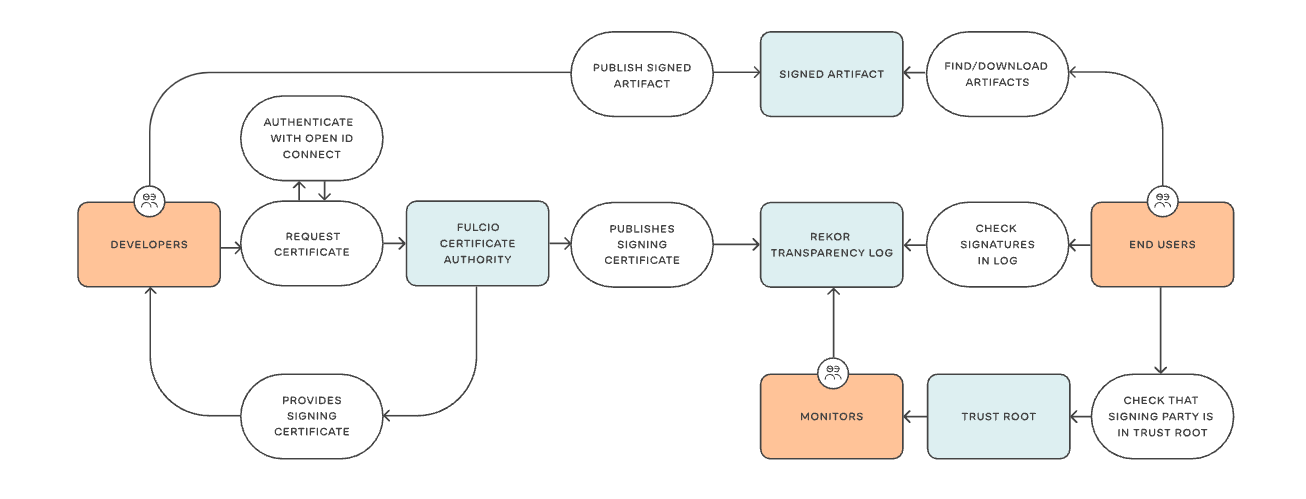 PUBLISH SIGNED
ARTIFACT
SIGNED ARTIFACT
FIND/DOWNLOAD
ARTIFACTS
AUTHENTICATE
WITH OPEN ID
CONNECT
DEVELOPERS
REQUEST
CERTIFICATE
FULCIO
CERTIFICATE
AUTHORITY
PUBLISHES
SIGNING
CERTIFICATE
REKOR
TRANSPARENCY LOG
CHECK
SIGNATURES
IN LOG
END USERS
PROVIDES
SIGNING
CERTIFICATE
MONITORS
TRUST ROOT
CHECK THAT
SIGNING PARTY IS
IN TRUST ROOT